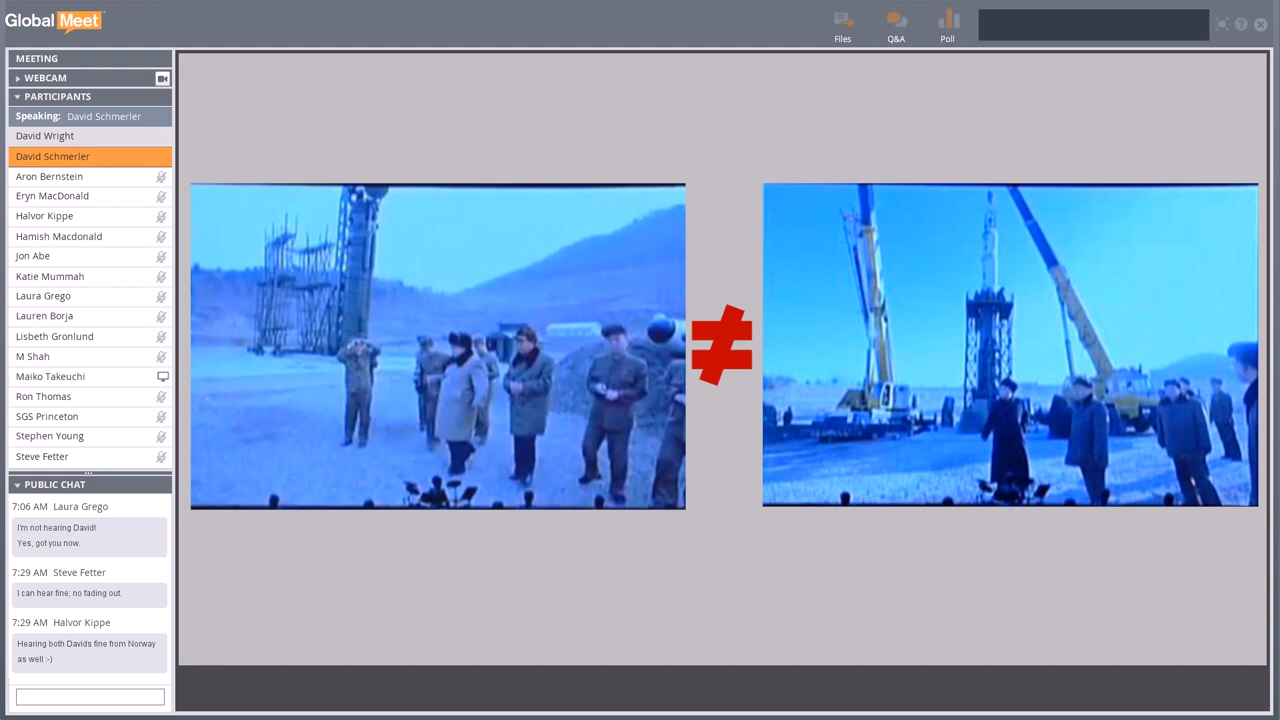 GlobalMeet
Files
Q&A
Poll
MEETING
WEBCAM
PARTICIPANTS
Speaking: David Schmerler
David Wright
David Schmerler
Aron Bernstein
Eryn MacDonald
Halvor Kippe
Hamish Macdonald
Jon Abe
Katie Mummah
Laura Grego
Lauren Borja
Lisbeth Gronlund
M Shah
Maiko Takeuchi
Ron Thomas
SGS Princeton
Stephen Young
Steve Fetter
PUBLIC CHAT
7:06 AM Laura Grego
I'm not hearing David!
Yes, got you now.
7:29 AM Steve Fetter
I can hear fine; no fading out.
7:29 AM Halvor Kippe
Hearing both Davids fine from Norway
as well :-)
≠